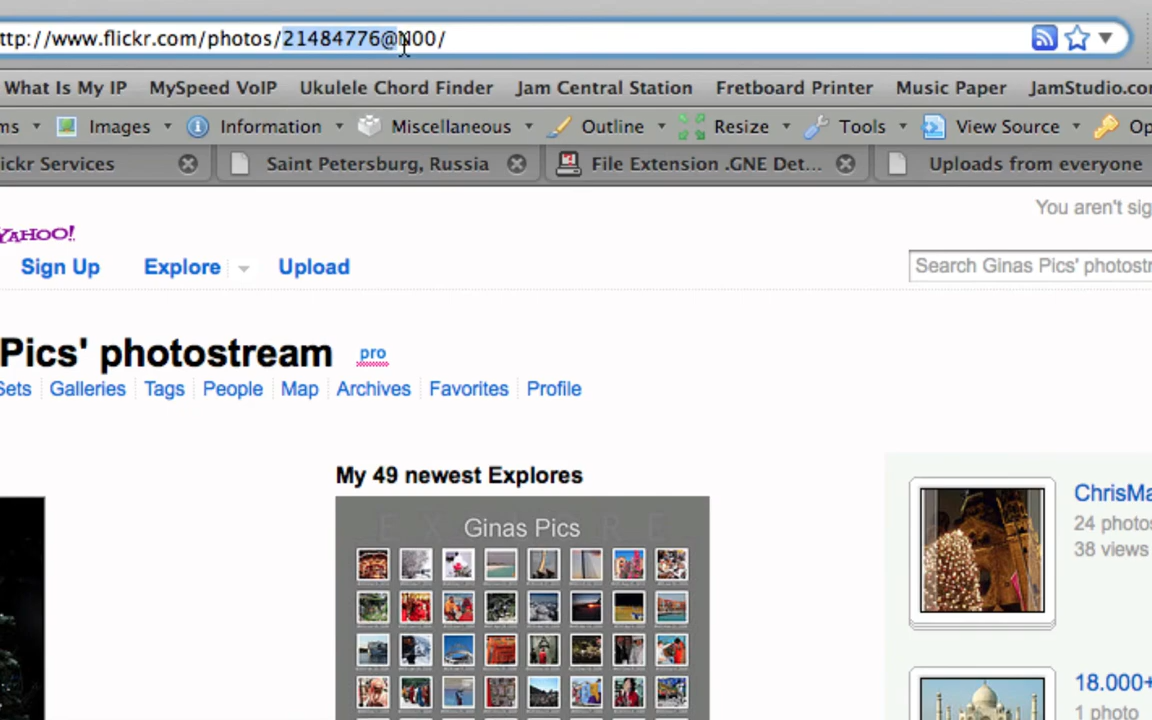 ttp://www.flickr.com/photos/21484776@N00/
What Is My IP MySpeed VoIP Ukulele Chord Finder Jam Central Station Fretboard Printer Music Paper JamStudio.co
ms Images Information Miscellaneous Outline Resize Tools View Source Op
ickr Services Saint Petersburg, Russia File Extension .GNE Det... Uploads from everyone
You aren't sig
YAHOO!
Sign Up Explore Upload Search Ginas Pics' photostr
Pics' photostream pro
Sets Galleries Tags People Map Archives Favorites Profile
My 49 newest Explores
EXPLORE
Ginas Pics
ChrisMa
24 photos
38 views
18.000+
1 photo